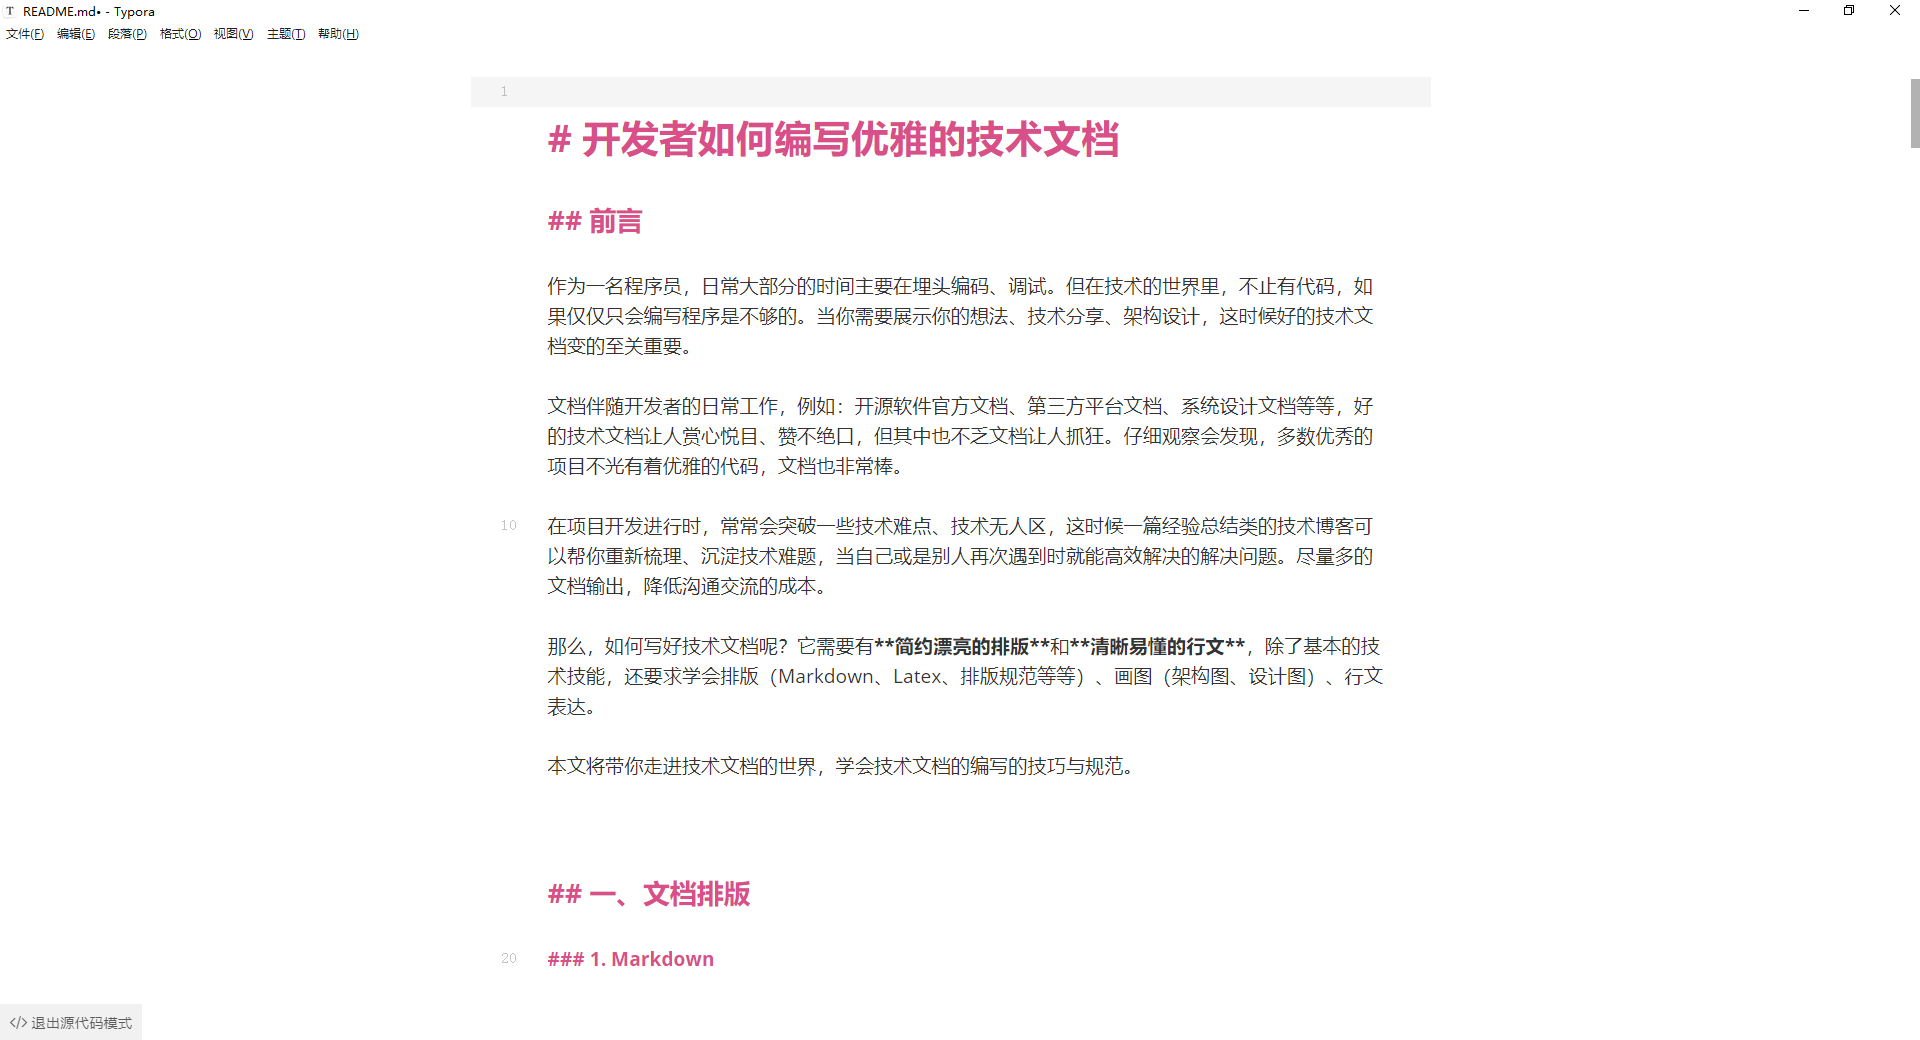 README.md• - Typora
文件(F) 编辑(E) 段落(P) 格式(O) 视图(V) 主题(T) 帮助(H)
1
# 开发者如何编写优雅的技术文档
## 前言
作为一名程序员，日常大部分的时间主要在埋头编码、调试。但在技术的世界里，不止有代码，如
果仅仅只会编写程序是不够的。当你需要展示你的想法、技术分享、架构设计，这时候好的技术文
档变的至关重要。
文档伴随开发者的日常工作，例如：开源软件官方文档、第三方平台文档、系统设计文档等等，好
的技术文档让人赏心悦目、赞不绝口，但其中也不乏文档让人抓狂。仔细观察会发现，多数优秀的
项目不光有着优雅的代码，文档也非常棒。
10 在项目开发进行时，常常会突破一些技术难点、技术无人区，这时候一篇经验总结类的技术博客可
以帮你重新梳理、沉淀技术难题，当自己或是别人再次遇到时就能高效解决的解决问题。尽量多的
文档输出，降低沟通交流的成本。
那么，如何写好技术文档呢？它需要有**简约漂亮的排版**和**清晰易懂的行文**，除了基本的技
术技能，还要求学会排版（Markdown、Latex、排版规范等等）、画图（架构图、设计图）、行文
表达。
本文将带你走进技术文档的世界，学会技术文档的编写的技巧与规范。
## 一、文档排版
20 ### 1. Markdown
</> 退出源代码模式